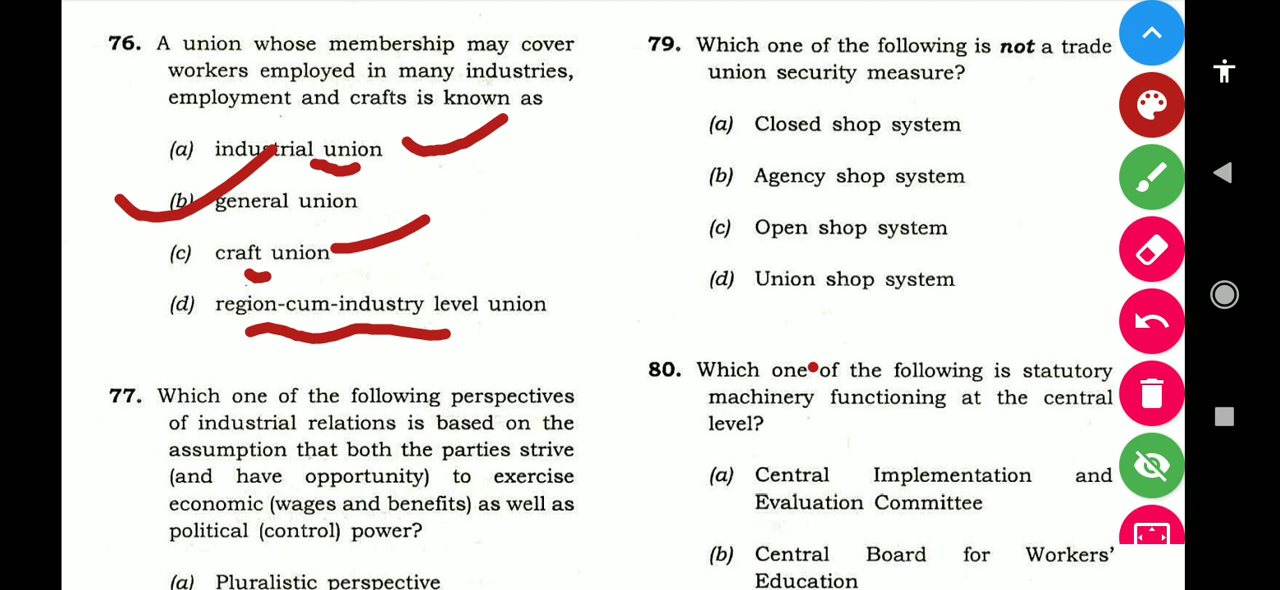 76. A union whose membership may cover
workers employed in many industries,
employment and crafts is known as
(a) industrial union
(b) general union
(c) craft union
(d) region-cum-industry level union
77. Which one of the following perspectives
of industrial relations is based on the
assumption that both the parties strive
(and have opportunity) to exercise
economic (wages and benefits) as well as
political (control) power?
(a) Pluralistic perspective
79. Which one of the following is not a trade
union security measure?
(a) Closed shop system
(b) Agency shop system
(c) Open shop system
(d) Union shop system
80. Which one of the following is statutory
machinery functioning at the central
level?
(a) Central Implementation and
Evaluation Committee
(b) Central Board for Workers'
Education